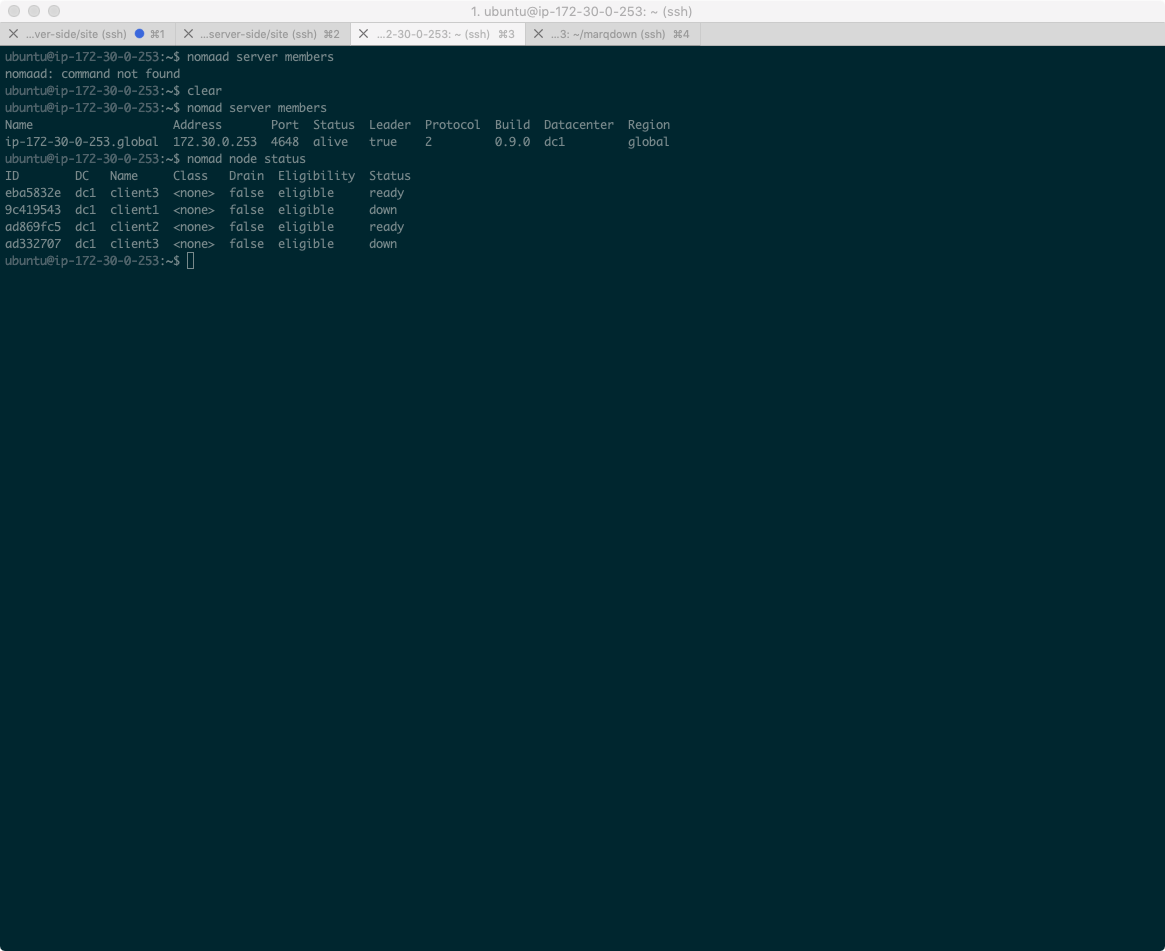 1. ubuntu@ip-172-30-0-253: ~ (ssh)
...ver-side/site (ssh) ⌘1 ...server-side/site (ssh) ⌘2 ...2-30-0-253: ~ (ssh) ⌘3 ...3: ~/marqdown (ssh) ⌘4
ubuntu@ip-172-30-0-253:~$ nomaad server members
nomaad: command not found
ubuntu@ip-172-30-0-253:~$ clear
ubuntu@ip-172-30-0-253:~$ nomad server members
Name Address Port Status Leader Protocol Build Datacenter Region
ip-172-30-0-253.global 172.30.0.253 4648 alive true 2 0.9.0 dc1 global
ubuntu@ip-172-30-0-253:~$ nomad node status
ID DC Name Class Drain Eligibility Status
eba5832e dc1 client3 <none> false eligible ready
9c419543 dc1 client1 <none> false eligible down
ad869fc5 dc1 client2 <none> false eligible ready
ad332707 dc1 client3 <none> false eligible down
ubuntu@ip-172-30-0-253:~$